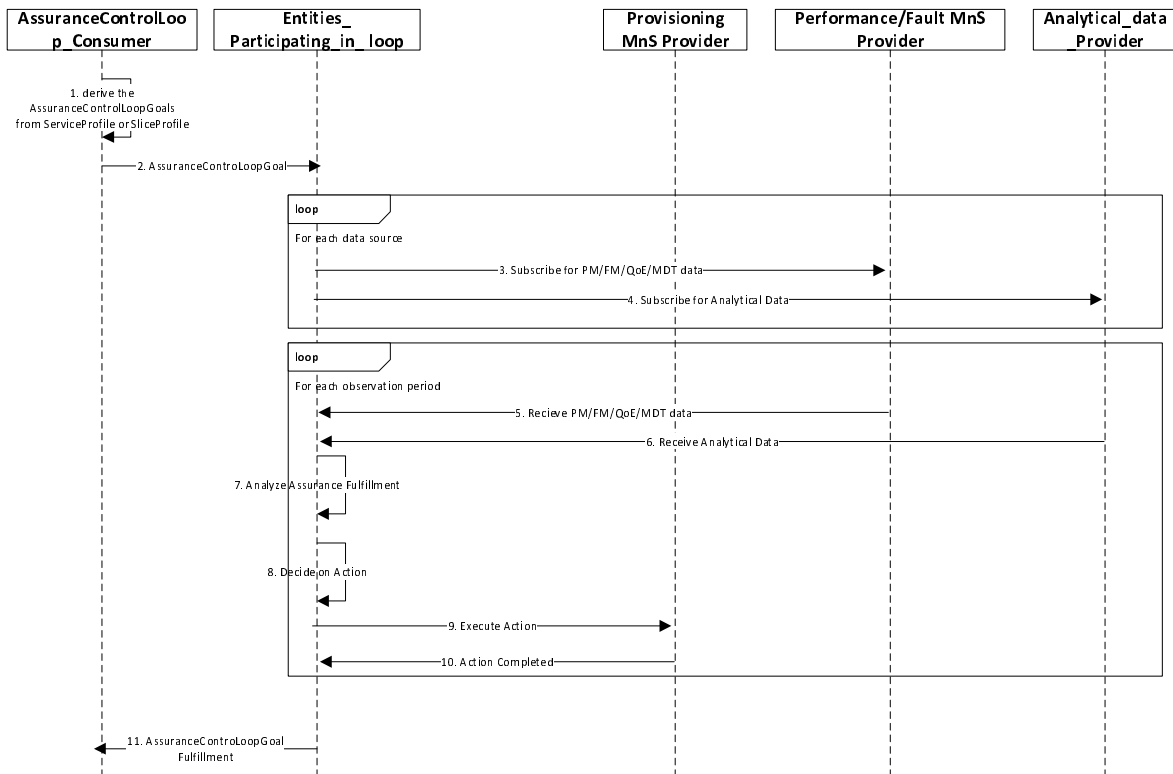 AssuranceControlLoo
p_Consumer
Entities_
Participating_in_ loop
Provisioning
MnS Provider
Performance/Fault MnS
Provider
Analytical_data
_Provider
1. derive the
AssuranceControlLoopGoals
from ServiceProfile or SliceProfile
2. AssuranceControLoopGoal
loop
For each data source
3. Subscribe for PM/FM/QoE/MDT data
4. Subscribe for Analytical Data
loop
For each observation period
5. Recieve PM/FM/QoE/MDT data
6. Receive Analytical Data
7. Analyze Assurance Fulfillment
8. Decide on Action
9. Execute Action
10. Action Completed
11. AssuranceControLoopGoal
Fulfillment